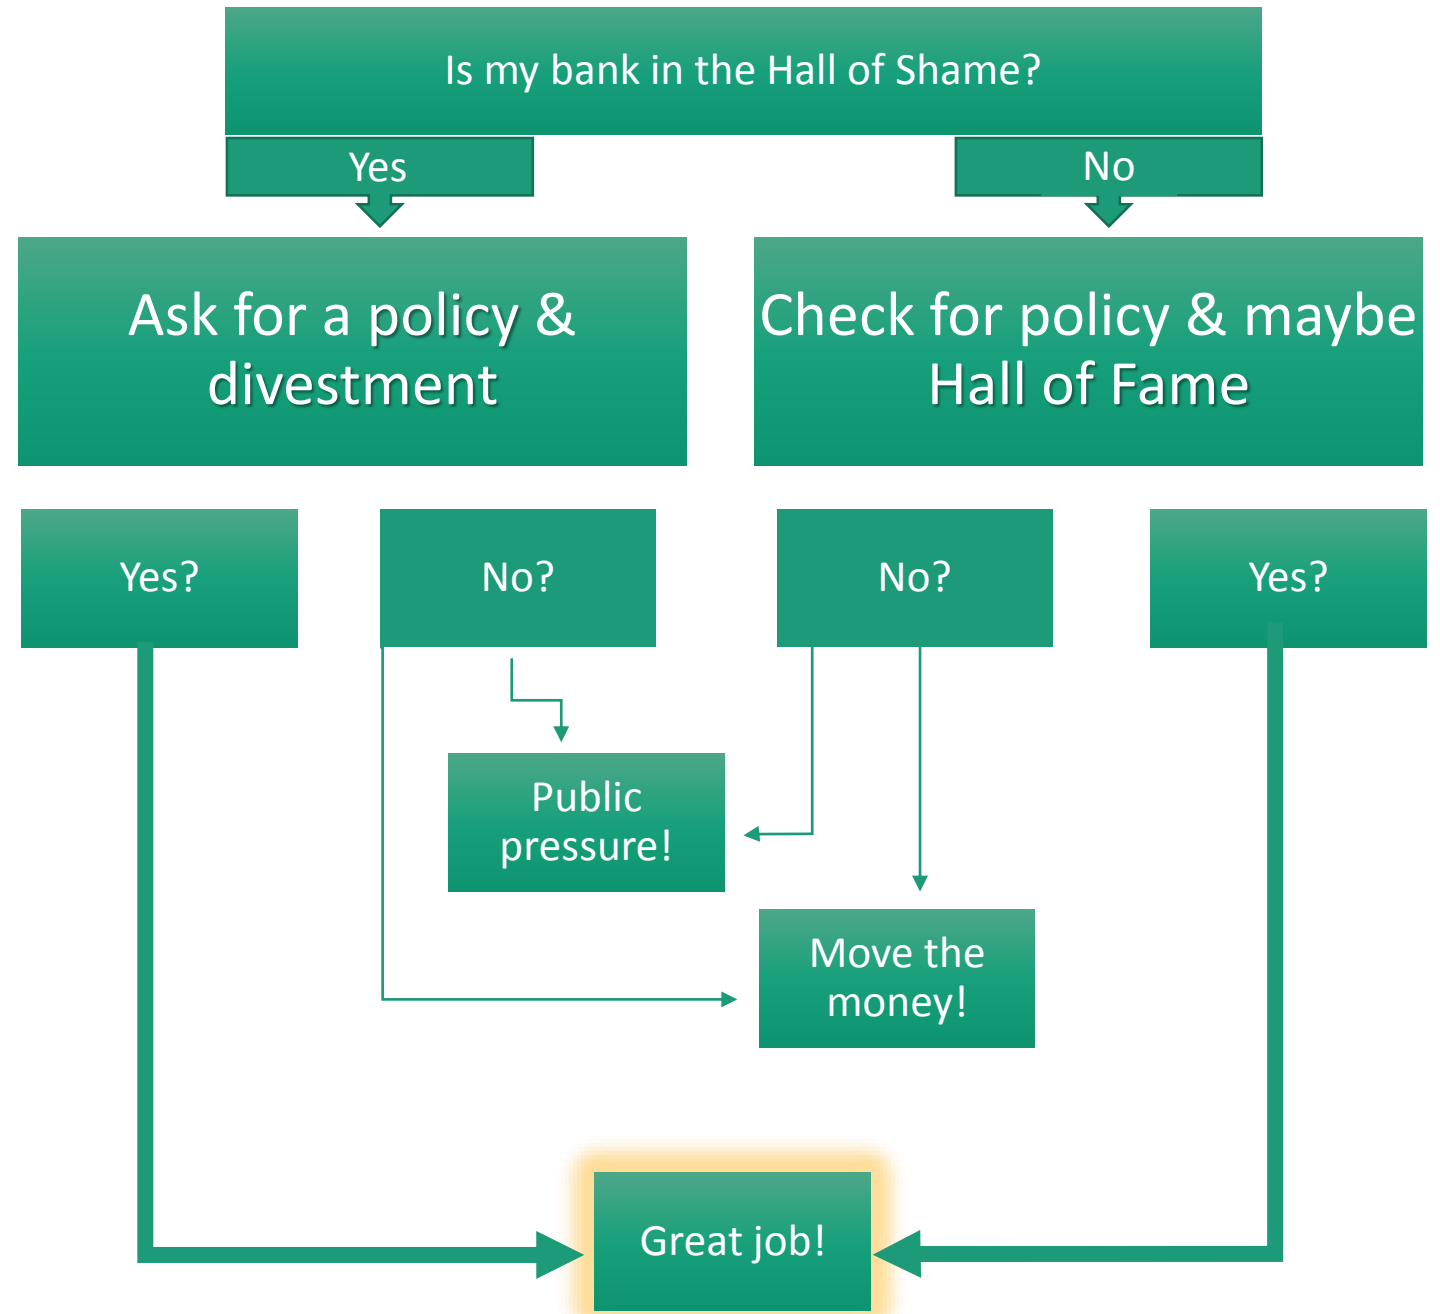 Is my bank in the Hall of Shame?
Yes
No
Ask for a policy &
divestment
Check for policy & maybe
Hall of Fame
Yes?
No?
No?
Yes?
Public
pressure!
Move the
money!
Great job!